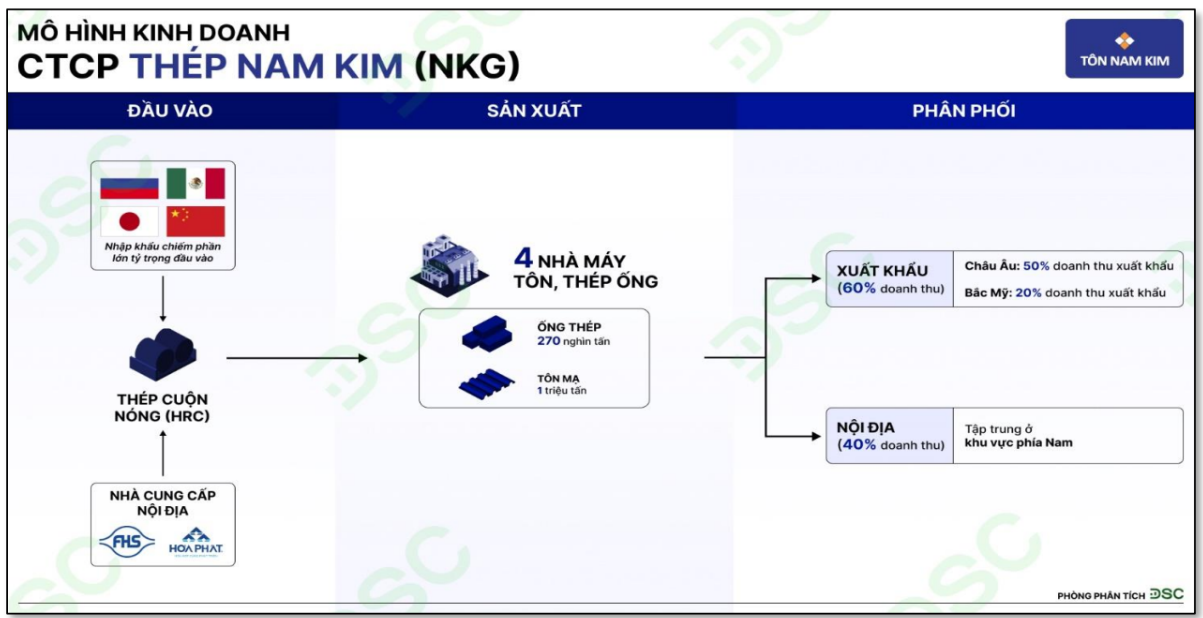 MÔ HÌNH KINH DOANH
CTCP THÉP NAM KIM (NKG)
TÔN NAM KIM
ĐẦU VÀO
SẢN XUẤT
PHÂN PHỐI
Nhập khẩu chiếm phần
lớn tỷ trọng đầu vào
THÉP CUỘN
NÓNG (HRC)
NHÀ CUNG CẤP
NỘI ĐỊA
FHS
HOA PHAT
4 NHÀ MÁY
TÔN, THÉP ỐNG
ỐNG THÉP
270 nghìn tấn
TÔN MẠ
1 triệu tấn
XUẤT KHẨU
(60% doanh thu)
Châu Âu: 50% doanh thu xuất khẩu
Bắc Mỹ: 20% doanh thu xuất khẩu
NỘI ĐỊA
(40% doanh thu)
Tập trung ở
khu vực phía Nam
PHÒNG PHÂN TÍCH DSC